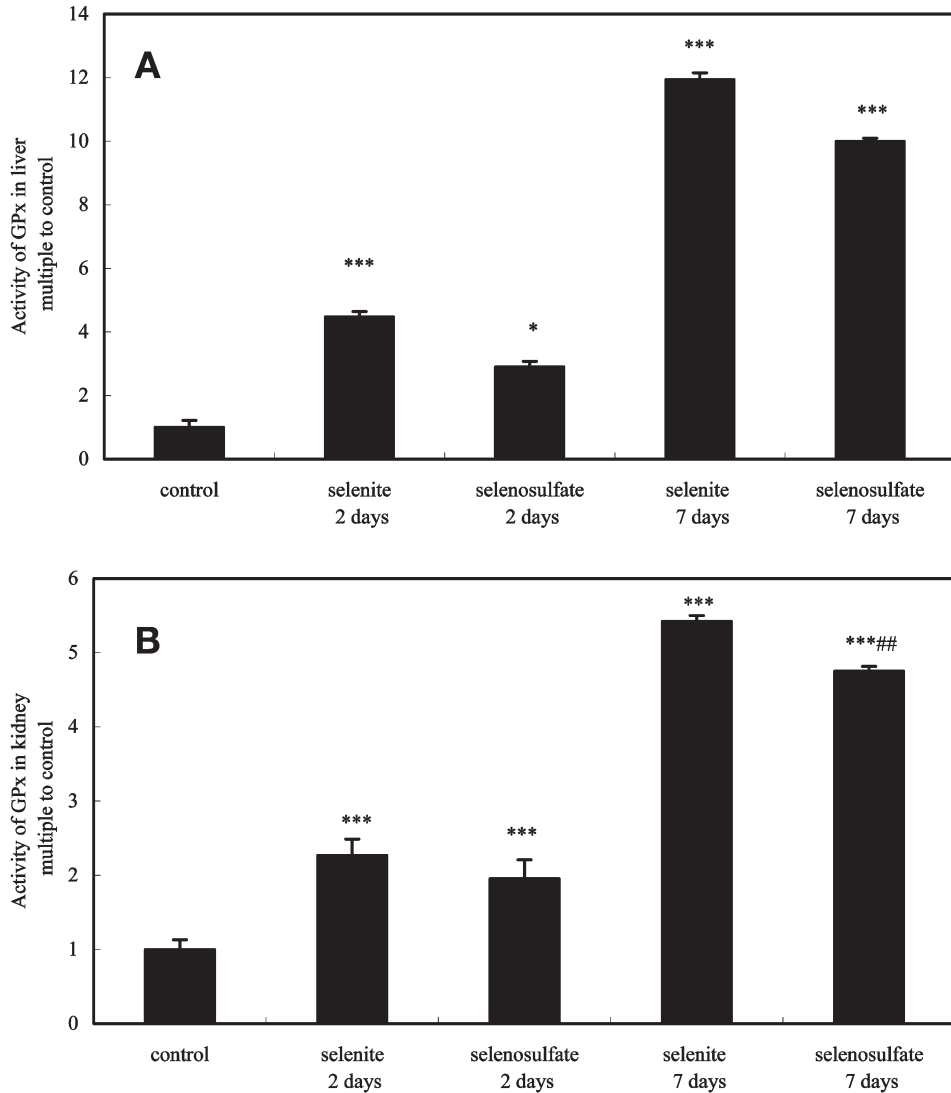 14
12
10
8
6
4
2
0
Activity of GPx in liver
multiple to control
A
***
*
***
***
control
selenite
2 days
selenosulfate
2 days
selenite
7 days
selenosulfate
7 days
6
5
4
3
2
1
0
Activity of GPx in kidney
multiple to control
B
***
***
***
***##
control
selenite
2 days
selenosulfate
2 days
selenite
7 days
selenosulfate
7 days